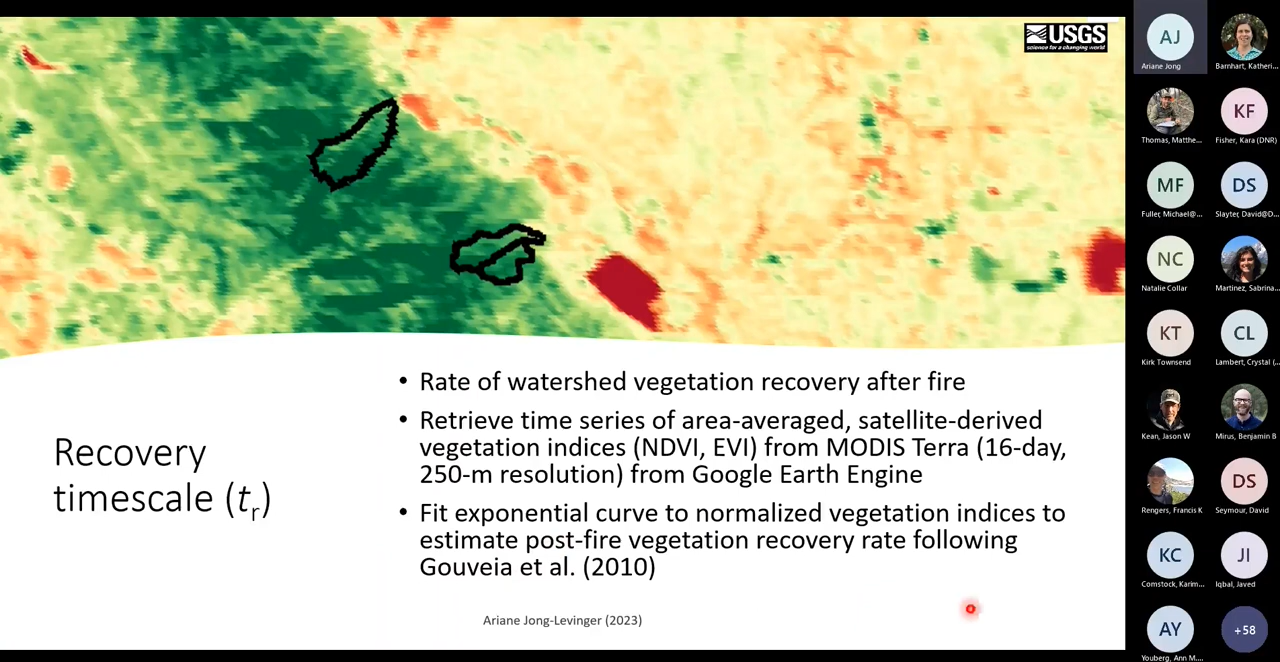 USGS
science for a changing world
Recovery
timescale (tr)
• Rate of watershed vegetation recovery after fire
• Retrieve time series of area-averaged, satellite-derived
vegetation indices (NDVI, EVI) from MODIS Terra (16-day,
250-m resolution) from Google Earth Engine
• Fit exponential curve to normalized vegetation indices to
estimate post-fire vegetation recovery rate following
Gouveia et al. (2010)
Ariane Jong-Levinger (2023)
AJ
Ariane Jong
Barnhart, Katheri...
Thomas, Matthe...
KF
Fisher, Kara (DNR)
MF
Fuller, Michael@...
DS
Slayter, David@D...
NC
Natalie Collar
Martinez, Sabrina...
KT
Kirk Townsend
CL
Lambert, Crystal (...
Kean, Jason W
Mirus, Benjamin B
Rengers, Francis K
DS
Seymour, David
KC
Comstock, Karim...
JI
Iqbal, Javed
AY
Youberg, Ann M....
+58